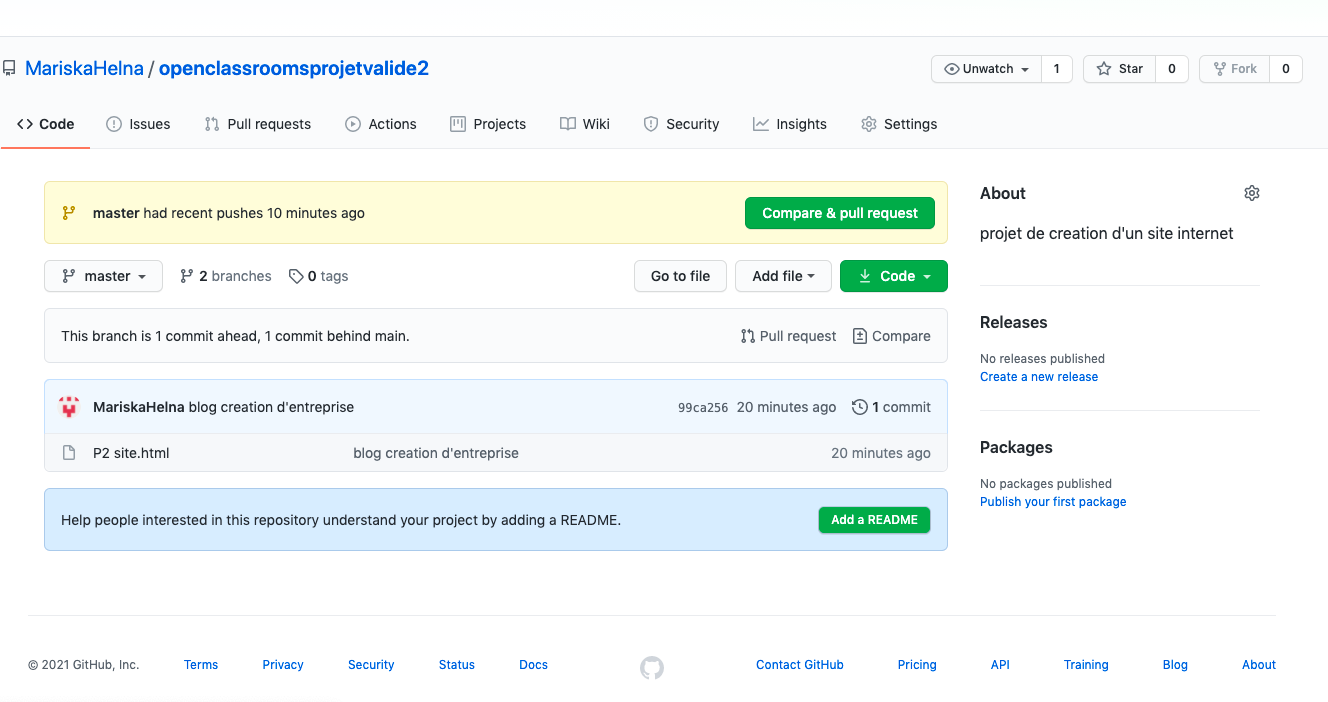 MariskaHelna / openclassroomsprojetvalide2
Unwatch 1 Star 0 Fork 0
Code Issues Pull requests Actions Projects Wiki Security Insights Settings
master had recent pushes 10 minutes ago Compare & pull request
master 2 branches 0 tags Go to file Add file Code
This branch is 1 commit ahead, 1 commit behind main. Pull request Compare
MariskaHelna blog creation d'entreprise 99ca256 20 minutes ago 1 commit
P2 site.html blog creation d'entreprise 20 minutes ago
Help people interested in this repository understand your project by adding a README. Add a README
About
projet de creation d'un site internet
Releases
No releases published
Create a new release
Packages
No packages published
Publish your first package
© 2021 GitHub, Inc. Terms Privacy Security Status Docs Contact GitHub Pricing API Training Blog About